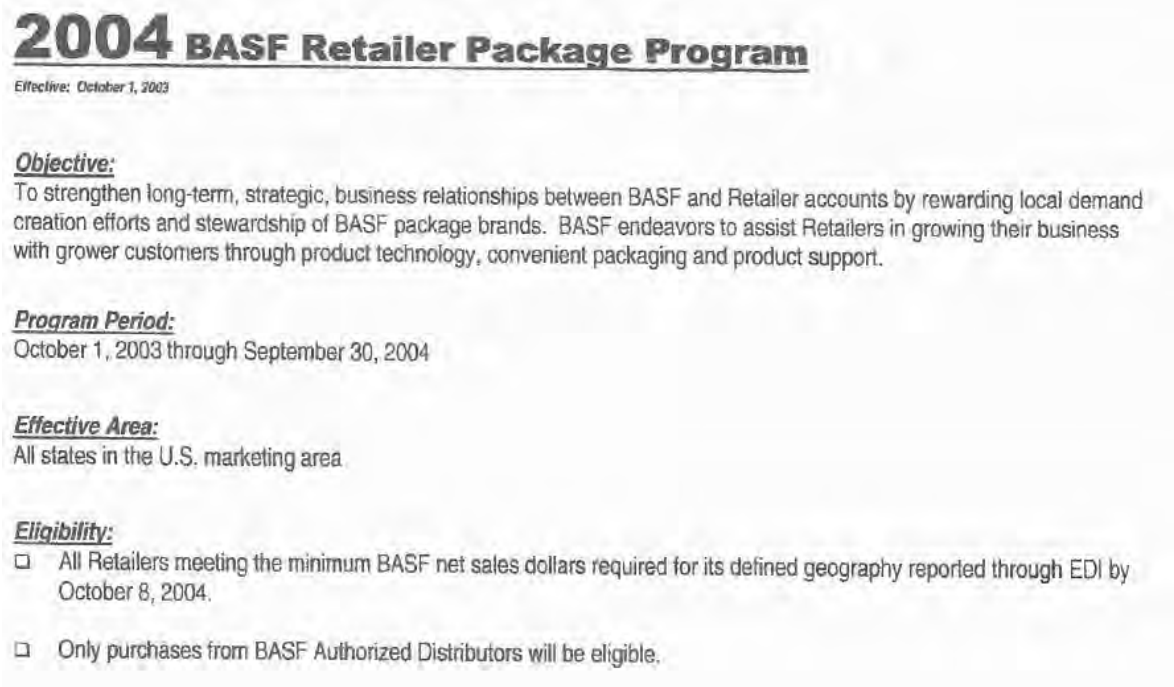 2004 BASF Retailer Package Program
Effective: October 1, 2003
Objective:
To strengthen long-term, strategic, business relationships between BASF and Retailer accounts by rewarding local demand
creation efforts and stewardship of BASF package brands. BASF endeavors to assist Retailers in growing their business
with grower customers through product technology, convenient packaging and product support.
Program Period:
October 1, 2003 through September 30, 2004
Effective Area:
All states in the U.S. marketing area
Eligibility:
☐ All Retailers meeting the minimum BASF net sales dollars required for its defined geography reported through EDI by
October 8, 2004.
☐ Only purchases from BASF Authorized Distributors will be eligible.